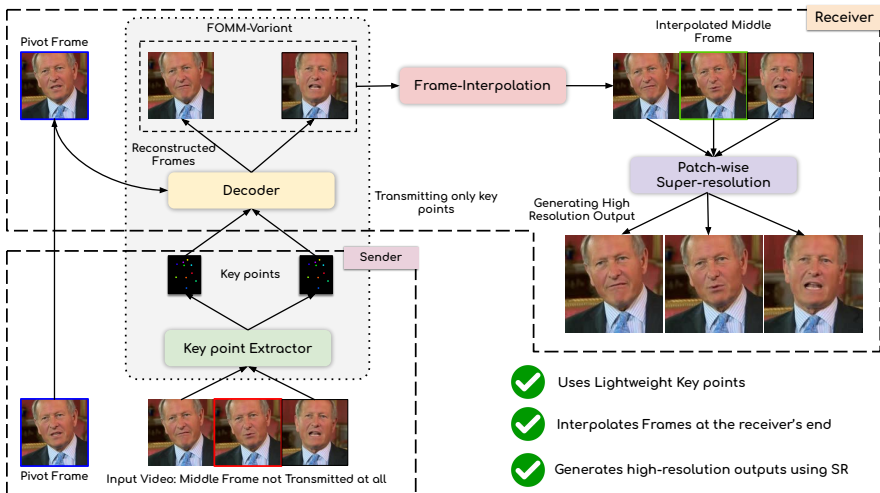 FOMM-Variant
Receiver
Pivot Frame
Interpolated Middle
Frame
Frame-Interpolation
Reconstructed
Frames
Decoder
Transmitting only key
points
Patch-wise
Super-resolution
Generating High
Resolution Output
Sender
Key points
Key point Extractor
Pivot Frame
Input Video: Middle Frame not Transmitted at all
Uses Lightweight Key points
Interpolates Frames at the receiver's end
Generates high-resolution outputs using SR